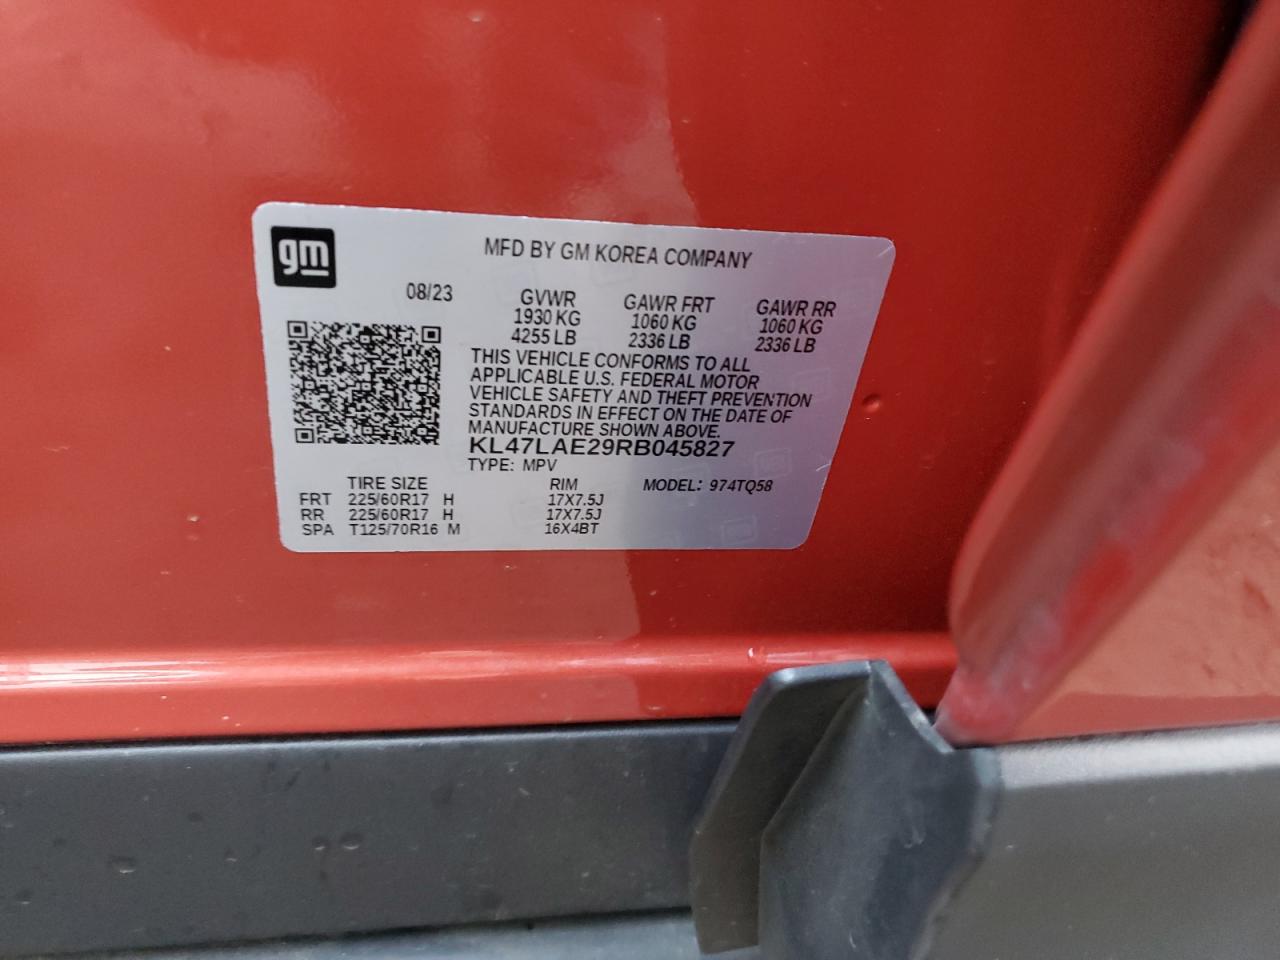 gm
MFD BY GM KOREA COMPANY
08/23 GVWR GAWR FRT GAWR RR
1930 KG 1060 KG 1060 KG
4255 LB 2336 LB 2336 LB
THIS VEHICLE CONFORMS TO ALL
APPLICABLE U.S. FEDERAL MOTOR
VEHICLE SAFETY AND THEFT PREVENTION
STANDARDS IN EFFECT ON THE DATE OF
MANUFACTURE SHOWN ABOVE.
KL47LAE29RB045827
TYPE: MPV
TIRE SIZE RIM MODEL: 974TQ58
FRT 225/60R17 H 17X7.5J
RR 225/60R17 H 17X7.5J
SPA T125/70R16 M 16X4BT